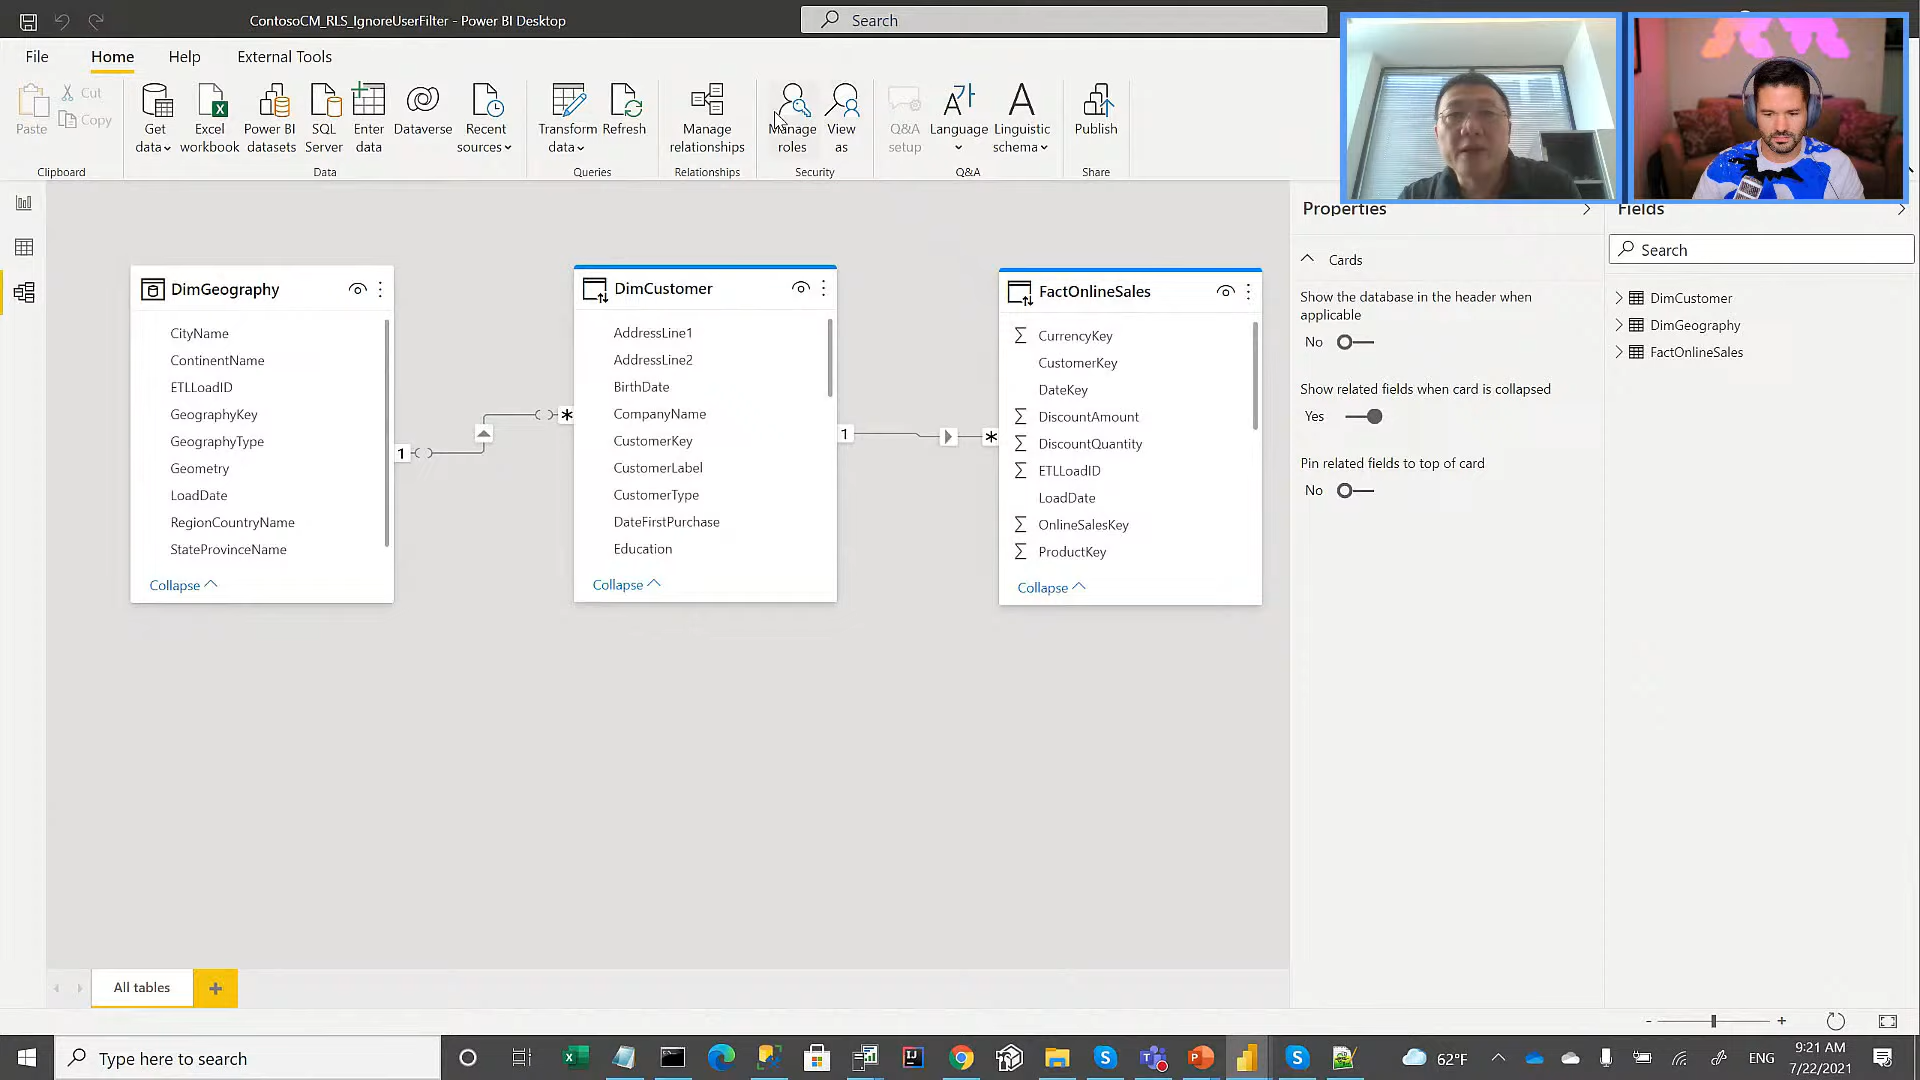 ContosoCM_RLS_IgnoreUserFilter - Power BI Desktop
Search
File
Home
Help
External Tools
Paste
Cut
Copy
Get data
Excel workbook
Power BI datasets
SQL Server
Enter data
Dataverse
Recent sources
Transform data
Refresh
Manage relationships
Manage roles
View as
Q&A setup
Language
Linguistic schema
Publish
Clipboard
Data
Queries
Relationships
Security
Q&A
Share
DimGeography
CityName
ContinentName
ETLLoadID
GeographyKey
GeographyType
Geometry
LoadDate
RegionCountryName
StateProvinceName
Collapse
1
*
DimCustomer
AddressLine1
AddressLine2
BirthDate
CompanyName
CustomerKey
CustomerLabel
CustomerType
DateFirstPurchase
Education
Collapse
1
*
FactOnlineSales
CurrencyKey
CustomerKey
DateKey
DiscountAmount
DiscountQuantity
ETLLoadID
LoadDate
OnlineSalesKey
ProductKey
Collapse
Properties
Cards
Show the database in the header when
applicable
No
Show related fields when card is collapsed
Yes
Pin related fields to top of card
No
Fields
Search
DimCustomer
DimGeography
FactOnlineSales
All tables
+
- +
Type here to search
62°F
ENG
9:21 AM
7/22/2021